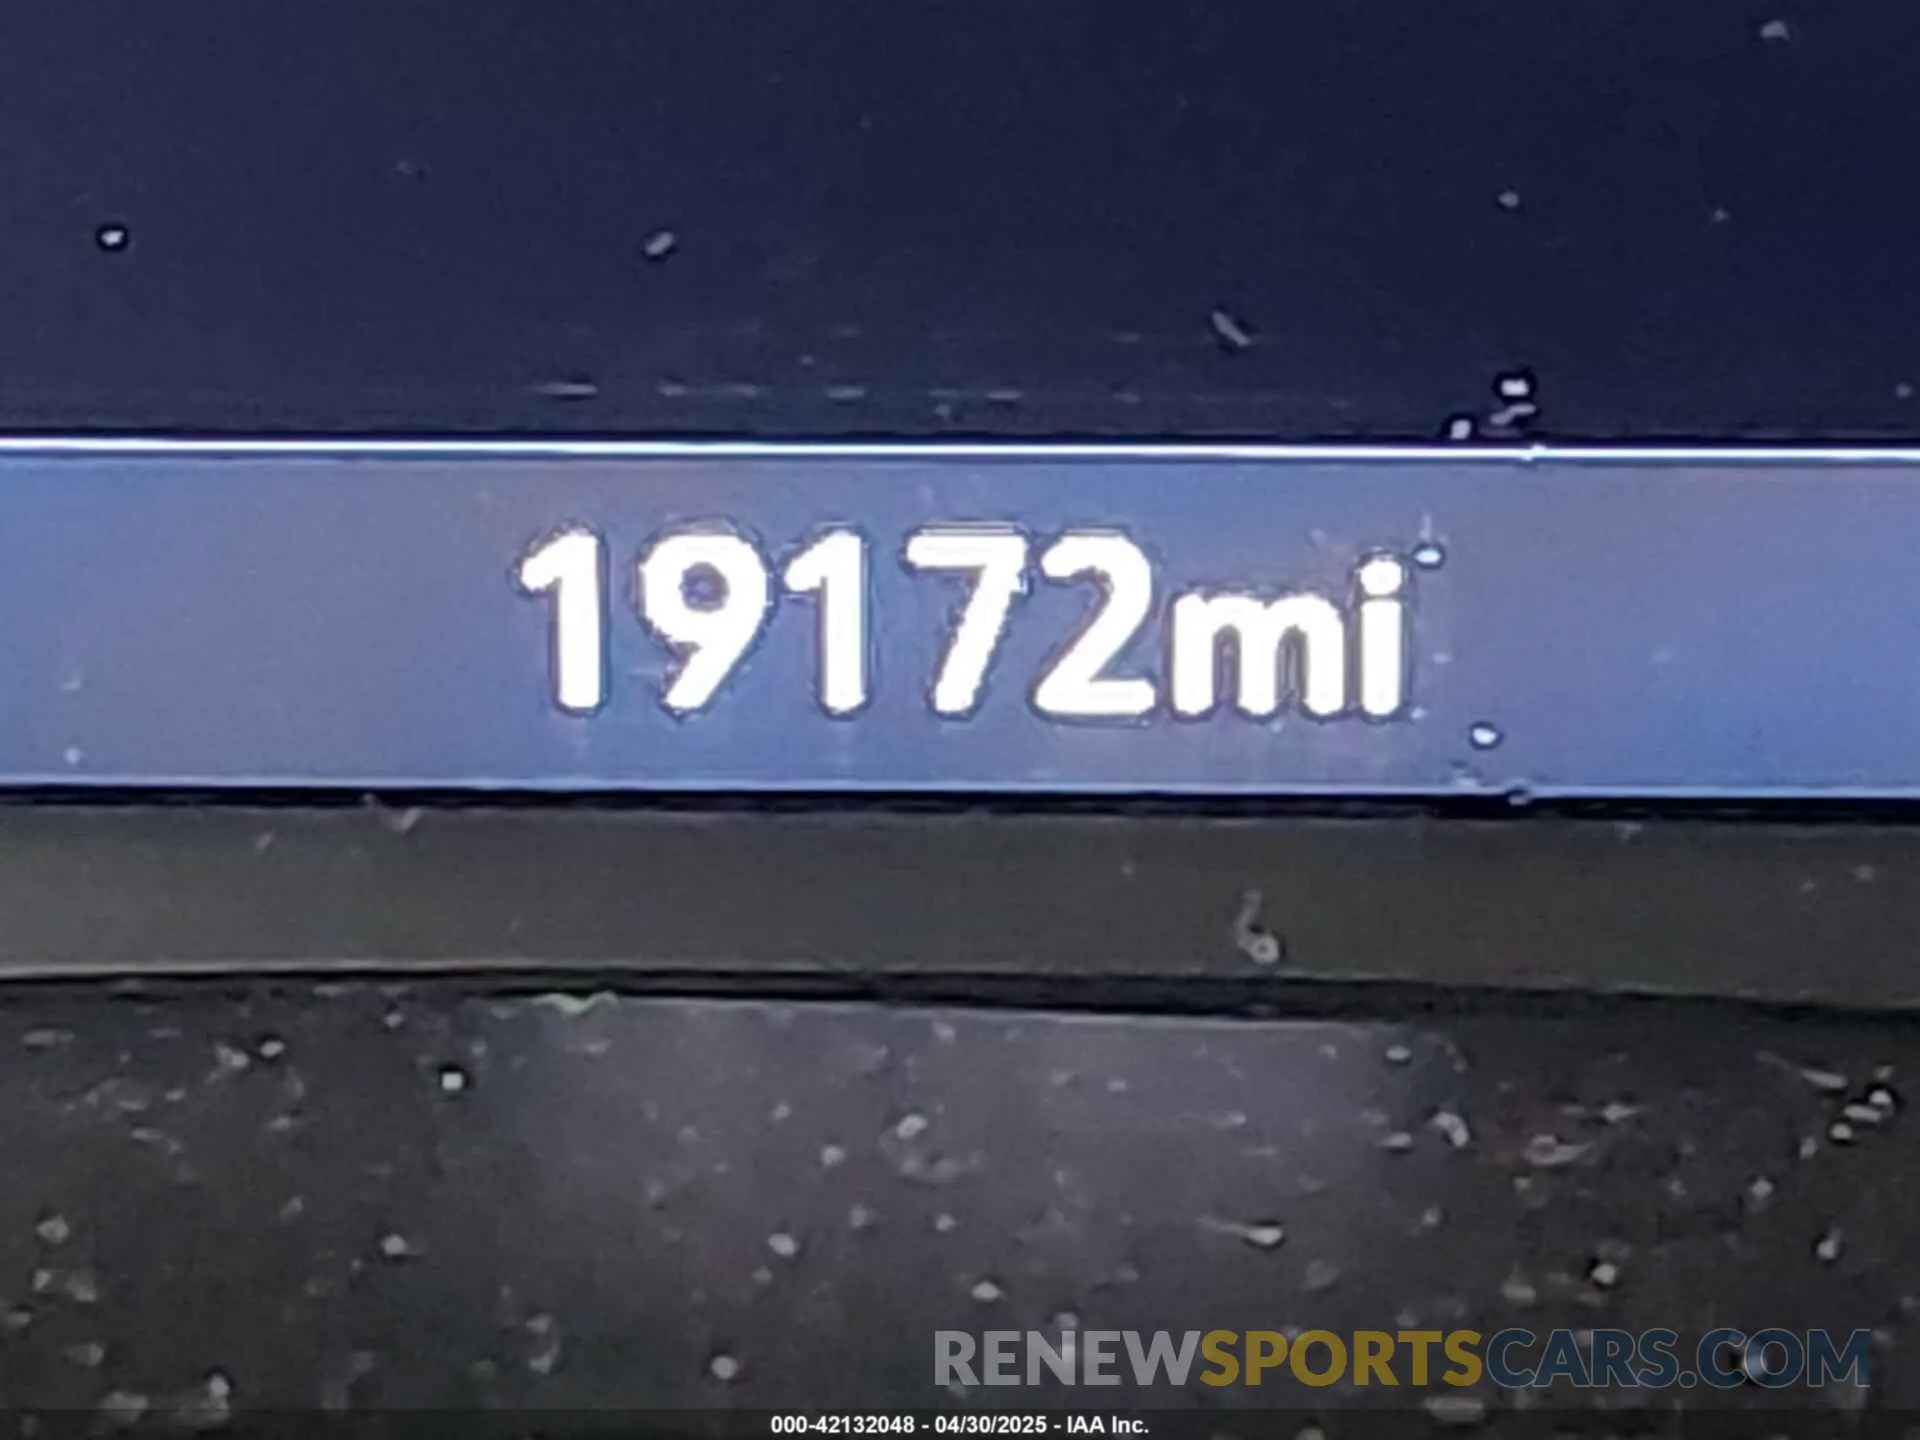 19172mi
RENEWSPORTSCARS.COM
000-42132048 - 04/30/2025 - IAA Inc.